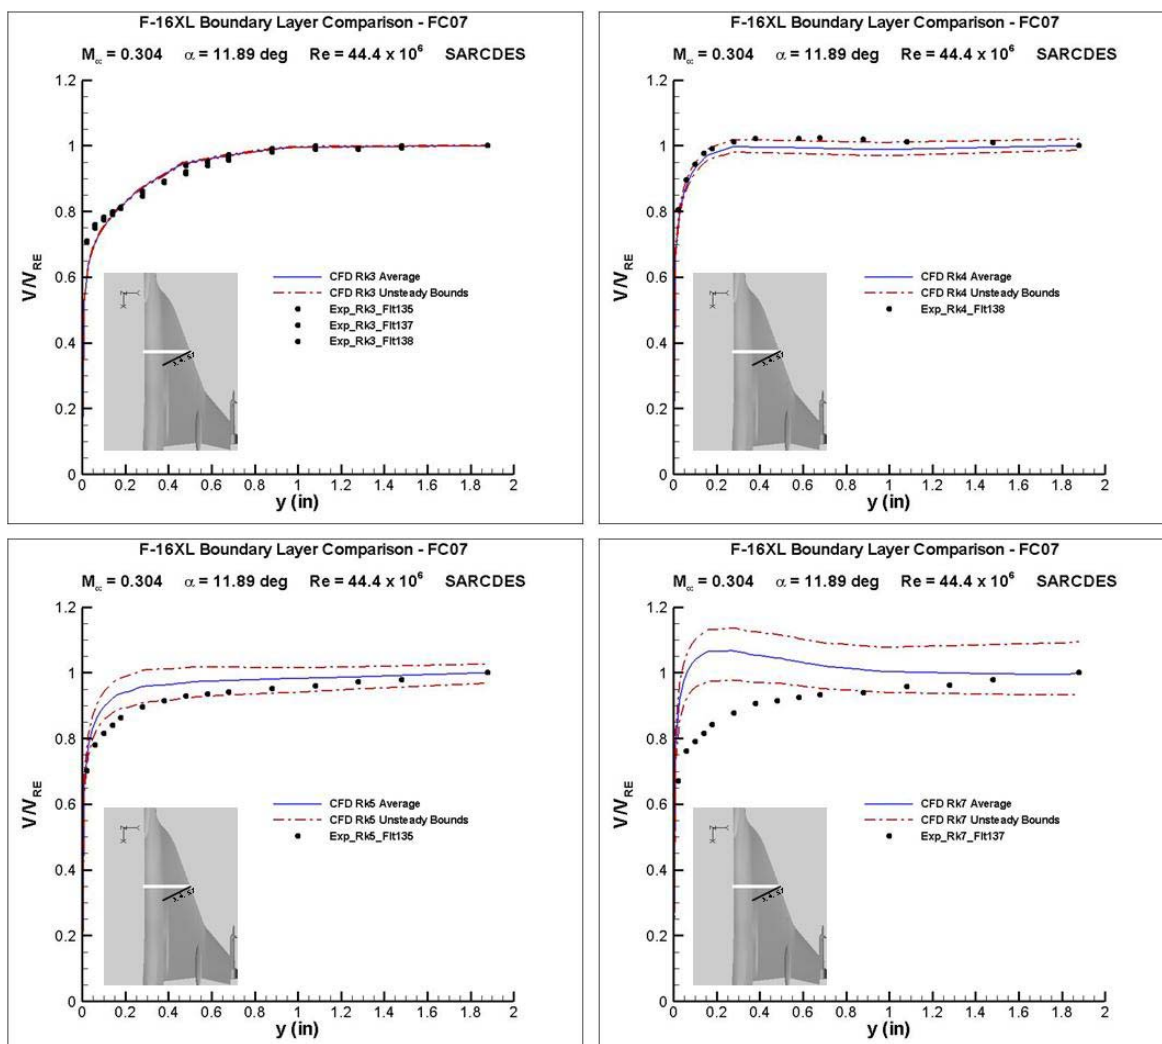 F-16XL Boundary Layer Comparison - FC07
M∞ = 0.304 α = 11.89 deg Re = 44.4 x 10⁶ SARCDES
1.2
1
0.8
0.6
0.4
0.2
0
V/V_RE
CFD Rk3 Average
CFD Rk3 Unsteady Bounds
Exp_Rk3_Flt135
Exp_Rk3_Flt137
Exp_Rk3_Flt138
0 0.2 0.4 0.6 0.8 1 1.2 1.4 1.6 1.8 2
y (in)
F-16XL Boundary Layer Comparison - FC07
M∞ = 0.304 α = 11.89 deg Re = 44.4 x 10⁶ SARCDES
1.2
1
0.8
0.6
0.4
0.2
0
V/V_RE
CFD Rk4 Average
CFD Rk4 Unsteady Bounds
Exp_Rk4_Flt138
0 0.2 0.4 0.6 0.8 1 1.2 1.4 1.6 1.8 2
y (in)
F-16XL Boundary Layer Comparison - FC07
M∞ = 0.304 α = 11.89 deg Re = 44.4 x 10⁶ SARCDES
1.2
1
0.8
0.6
0.4
0.2
0
V/V_RE
CFD Rk5 Average
CFD Rk5 Unsteady Bounds
Exp_Rk5_Flt135
0 0.2 0.4 0.6 0.8 1 1.2 1.4 1.6 1.8 2
y (in)
F-16XL Boundary Layer Comparison - FC07
M∞ = 0.304 α = 11.89 deg Re = 44.4 x 10⁶ SARCDES
1.2
1
0.8
0.6
0.4
0.2
0
V/V_RE
CFD Rk7 Average
CFD Rk7 Unsteady Bounds
Exp_Rk7_Flt137
0 0.2 0.4 0.6 0.8 1 1.2 1.4 1.6 1.8 2
y (in)